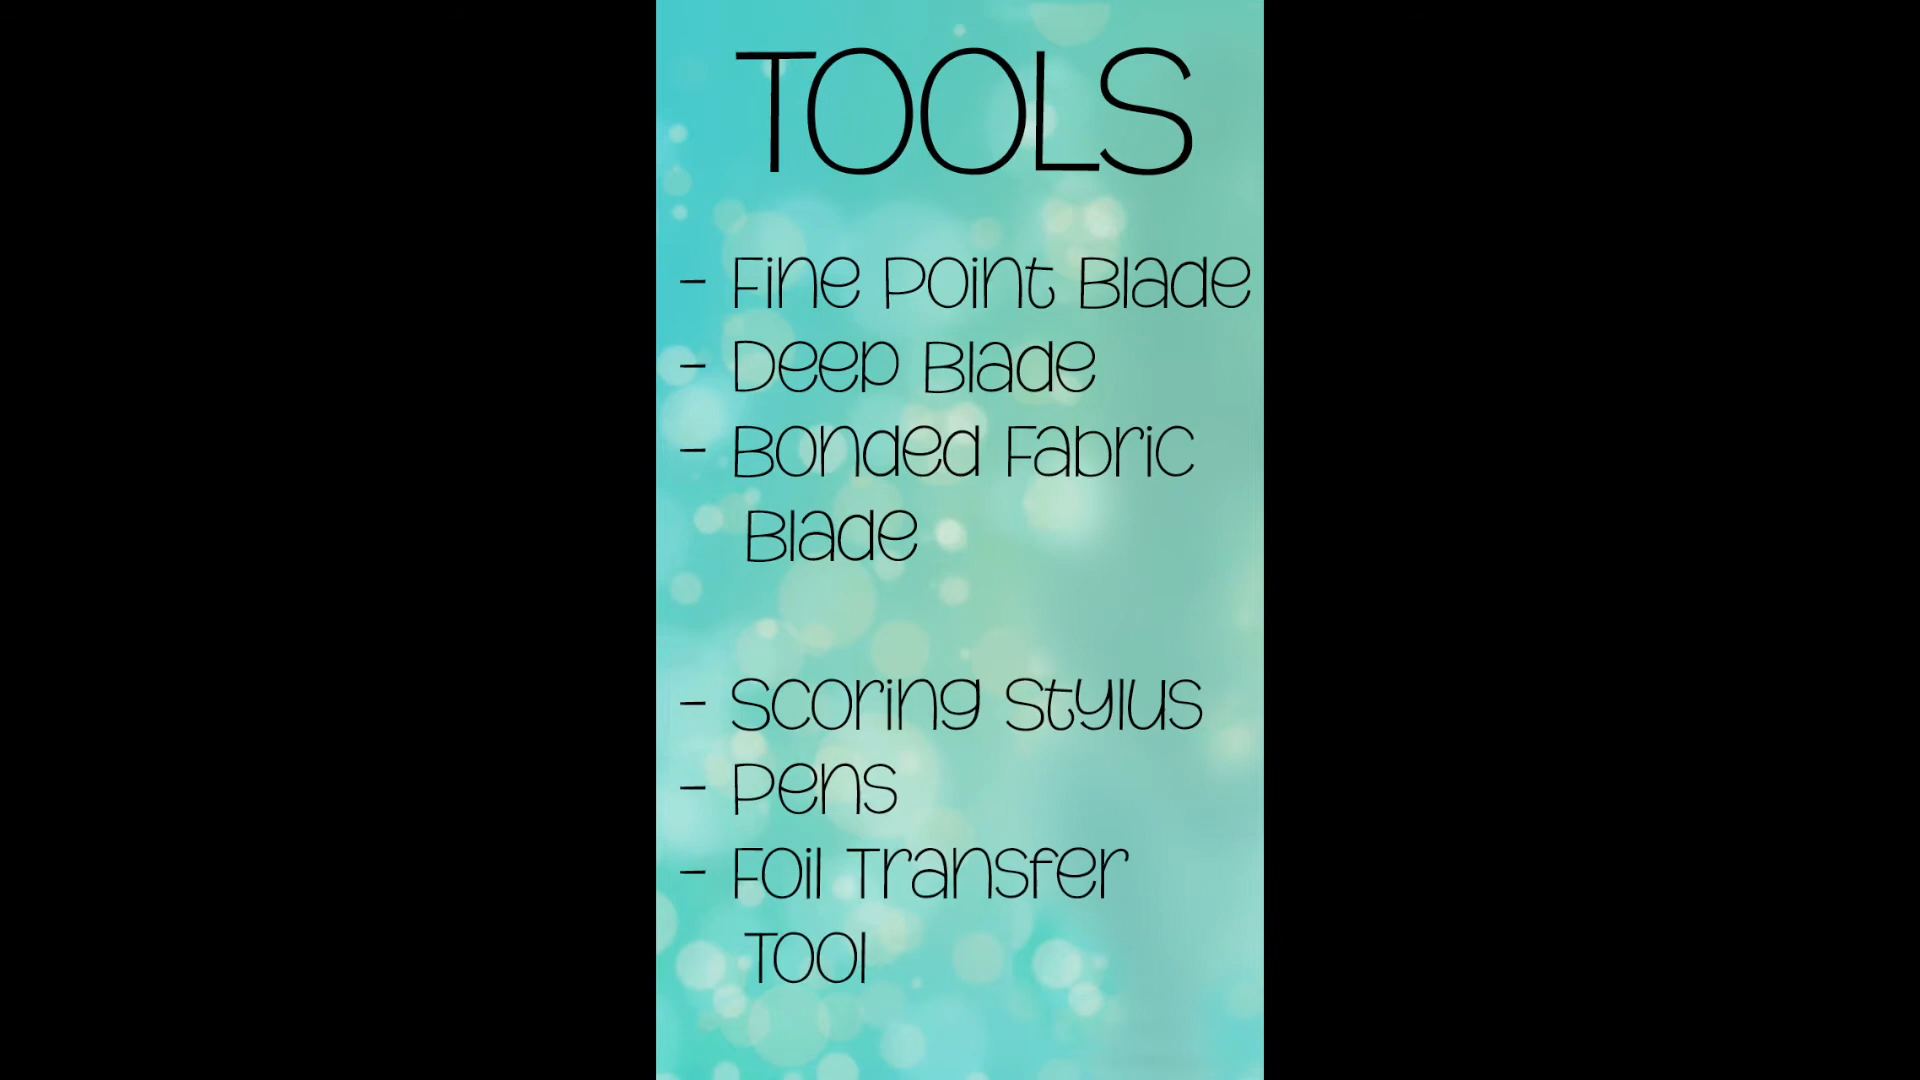 TOOLS
- Fine Point Blade
- Deep Blade
- Bonded Fabric
Blade
- Scoring Stylus
- Pens
- Foil Transfer
Tool